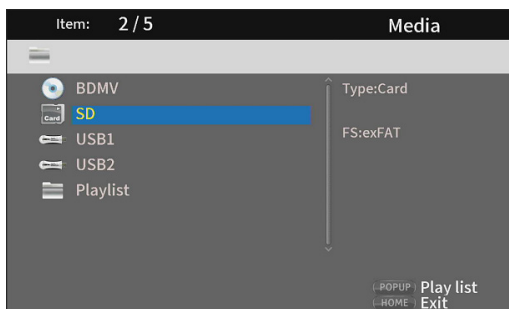 Item: 2/5 Media
BDMV
Type:Card
Card SD
FS:exFAT
USB1
USB2
Playlist
POPUP Play list
HOME Exit